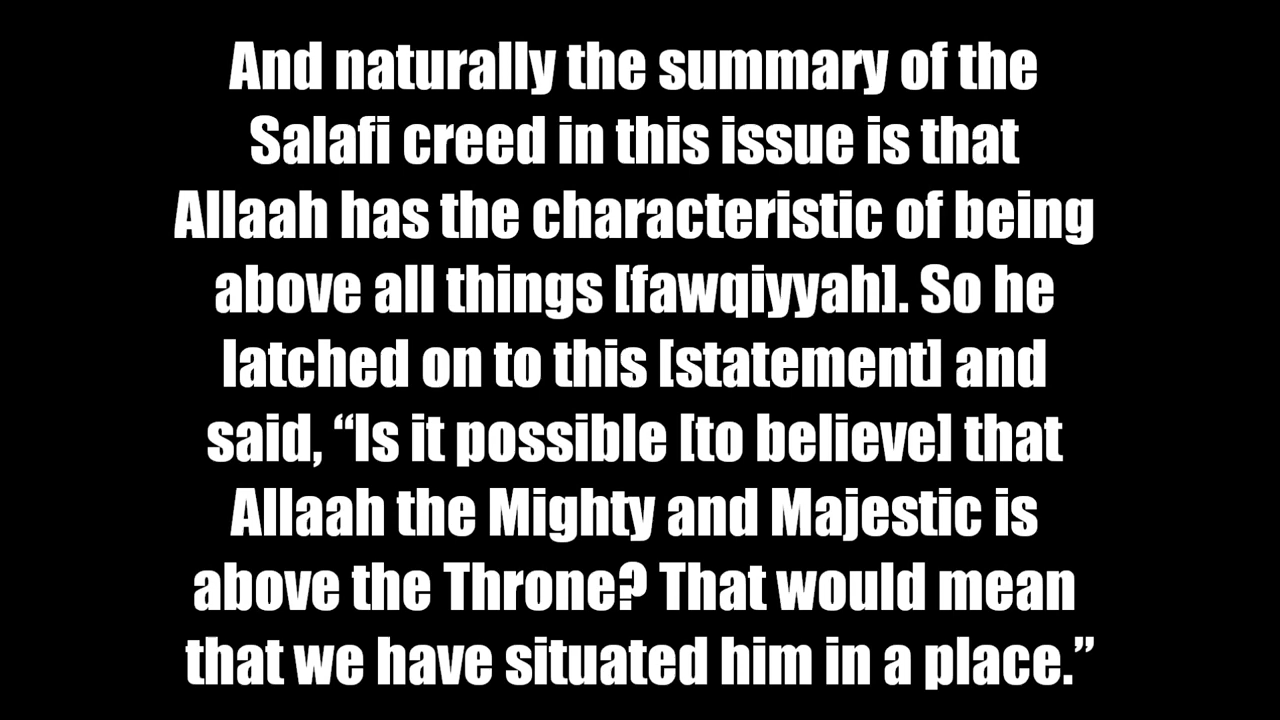 And naturally the summary of the
Salafi creed in this issue is that
Allaah has the characteristic of being
above all things [fawqiyyah]. So he
latched on to this [statement] and
said, “Is it possible [to believe] that
Allaah the Mighty and Majestic is
above the Throne? That would mean
that we have situated him in a place.”